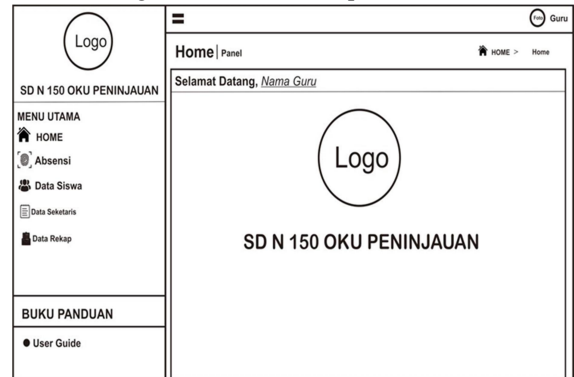 Logo
SD N 150 OKU PENINJAUAN
MENU UTAMA
HOME
Absensi
Data Siswa
Data Seketaris
Data Rekap
BUKU PANDUAN
User Guide
Foto Guru
Home | Panel
HOME > Home
Selamat Datang, Nama Guru
Logo
SD N 150 OKU PENINJAUAN